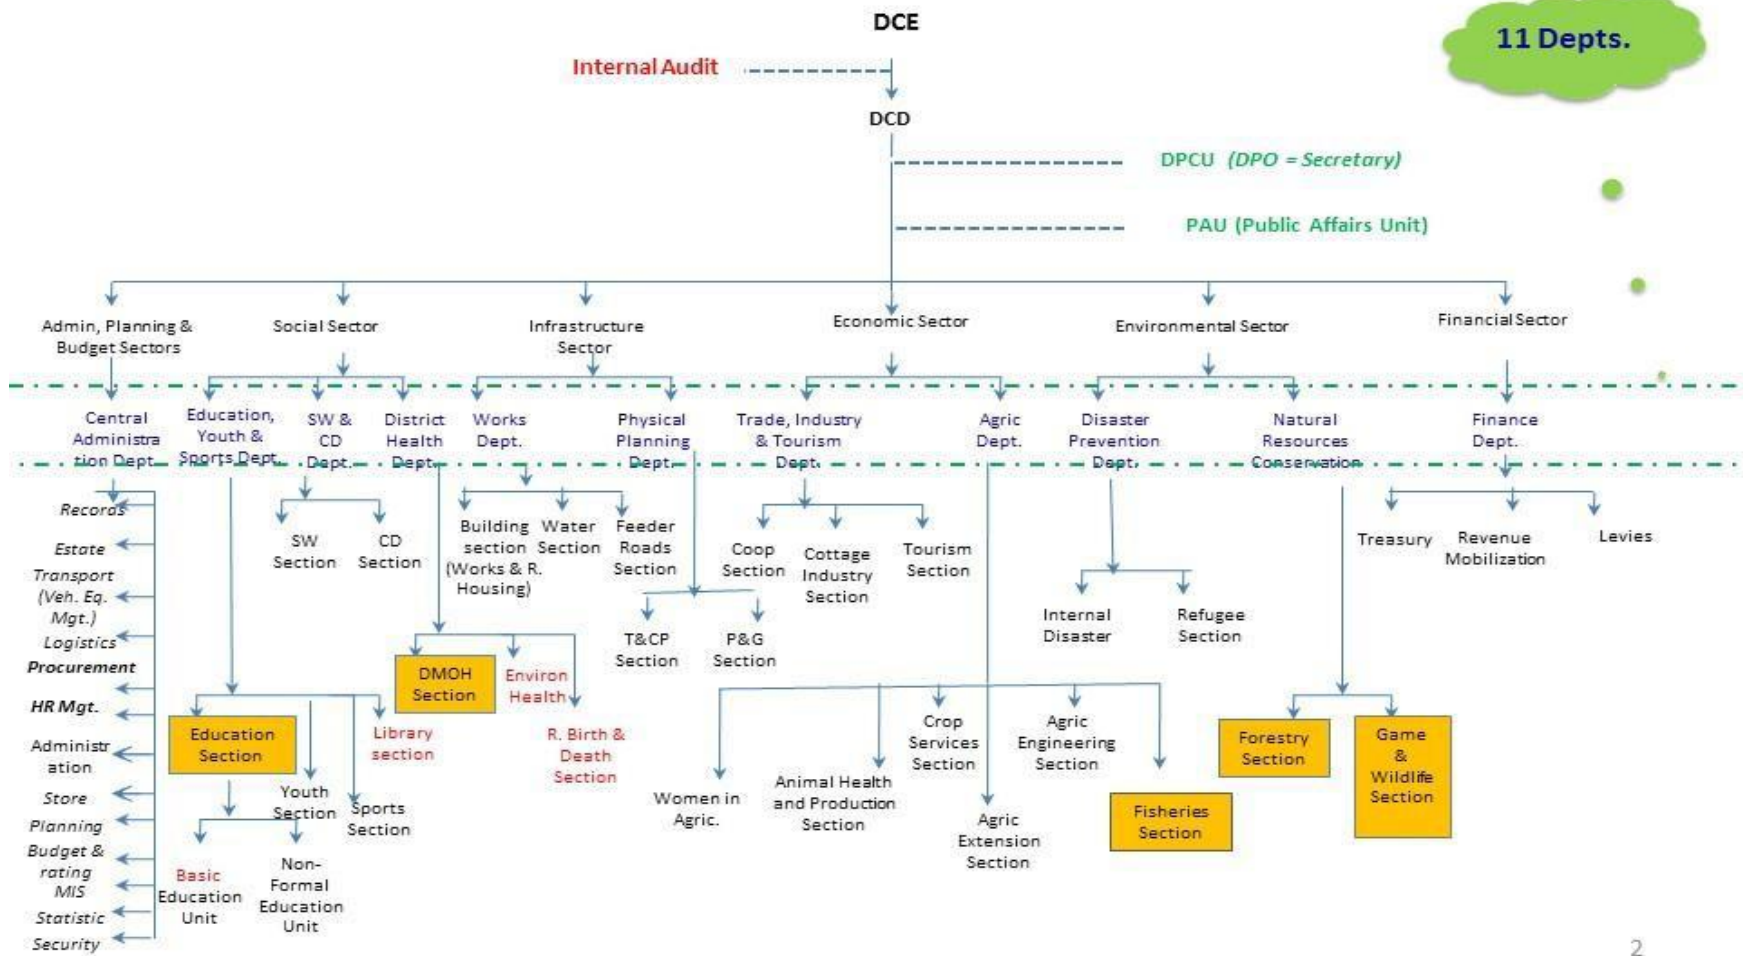 DCE
11 Depts.
Internal Audit
DCD
DPCU (DPO = Secretary)
PAU (Public Affairs Unit)
Admin, Planning &
Budget Sectors
Social Sector
Infrastructure
Sector
Economic Sector
Environmental Sector
Financial Sector
Central
Administra
tion Dept.
Education,
Youth &
Sports Dept.
SW &
CD
Dept.
District
Health
Dept.
Works
Dept.
Physical
Planning
Dept.
Trade, Industry
& Tourism
Dept.
Agric
Dept.
Disaster
Prevention
Dept.
Natural
Resources
Conservation
Finance
Dept.
Records
Estate
Transport
(Veh. Eq.
Mgt.)
Logistics
Procurement
HR Mgt.
Administr
ation
Store
Planning
Budget &
rating
MIS
Statistic
Security
SW
Section
CD
Section
Building
section
(Works & R.
Housing)
Water
Section
Feeder
Roads
Section
Coop
Section
Cottage
Industry
Section
Tourism
Section
Treasury
Revenue
Mobilization
Levies
Internal
Disaster
Refugee
Section
T&CP
Section
P&G
Section
DMOH
Section
Environ
Health
R. Birth &
Death
Section
Education
Section
Library
section
Youth
Section
Sports
Section
Basic
Education
Unit
Non-
Formal
Education
Unit
Women in
Agric.
Animal Health
and Production
Section
Crop
Services
Section
Agric
Extension
Section
Agric
Engineering
Section
Fisheries
Section
Forestry
Section
Game
&
Wildlife
Section
2